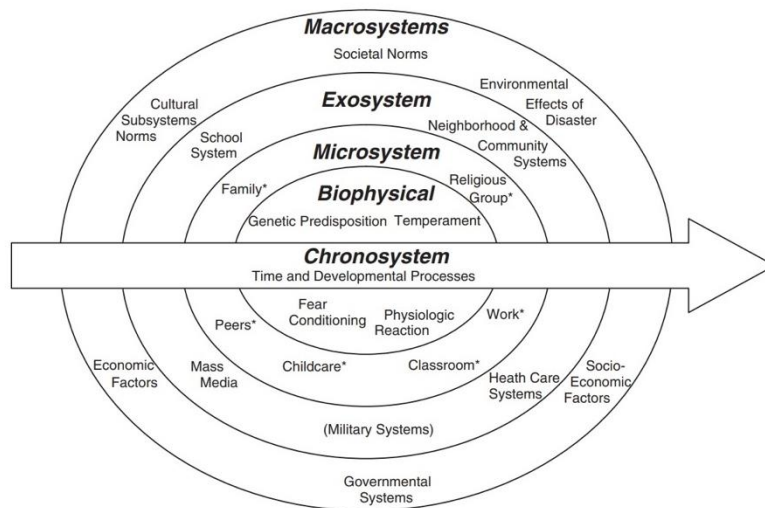 Macrosystems
Societal Norms
Environmental
Effects of
Disaster
Cultural
Subsystems
Norms
Exosystem
School
System
Neighborhood &
Community
Systems
Microsystem
Family*
Religious
Group*
Biophysical
Genetic Predisposition
Temperament
Chronosystem
Time and Developmental Processes
Fear
Conditioning
Physiologic
Reaction
Peers*
Work*
Childcare*
Classroom*
Economic
Factors
Mass
Media
Heath Care
Systems
Socio-
Economic
Factors
(Military Systems)
Governmental
Systems